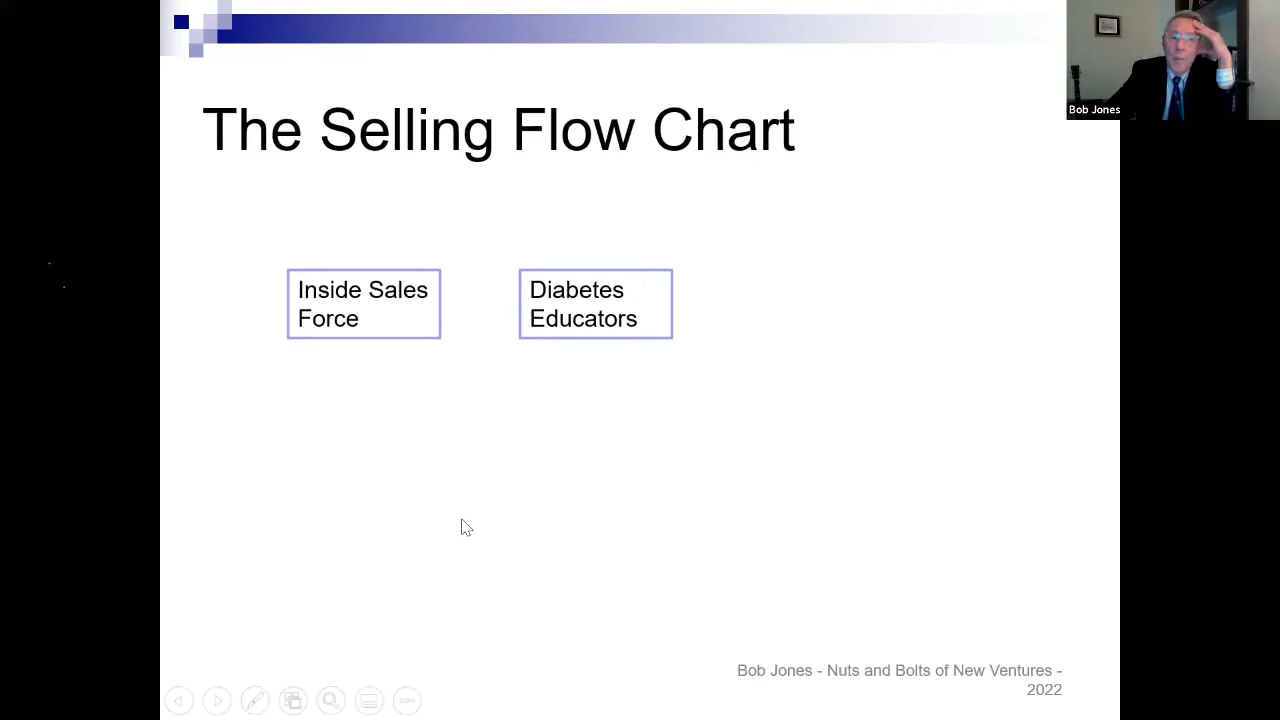 Bob Jones
The Selling Flow Chart
Inside Sales
Force
Diabetes
Educators
Bob Jones - Nuts and Bolts of New Ventures -
2022